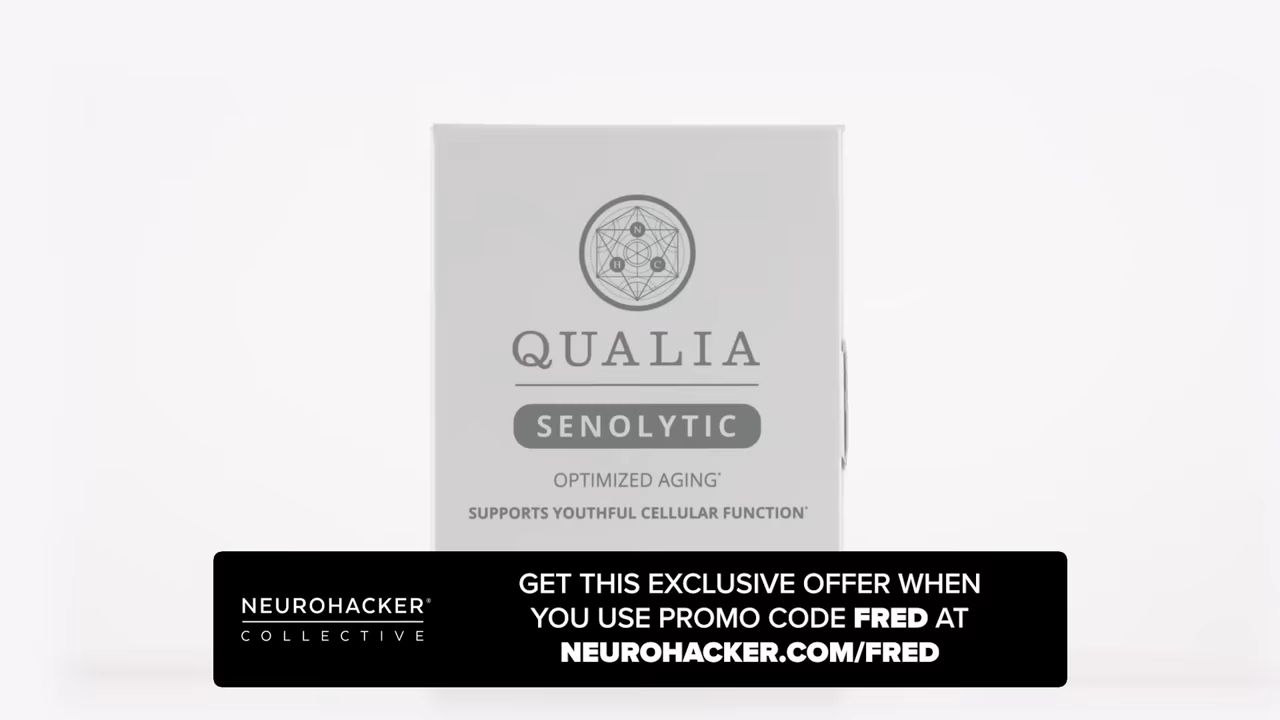 N
H C
QUALIA
SENOLYTIC
OPTIMIZED AGING*
SUPPORTS YOUTHFUL CELLULAR FUNCTION*
NEUROHACKER®
COLLECTIVE
GET THIS EXCLUSIVE OFFER WHEN
YOU USE PROMO CODE FRED AT
NEUROHACKER.COM/FRED